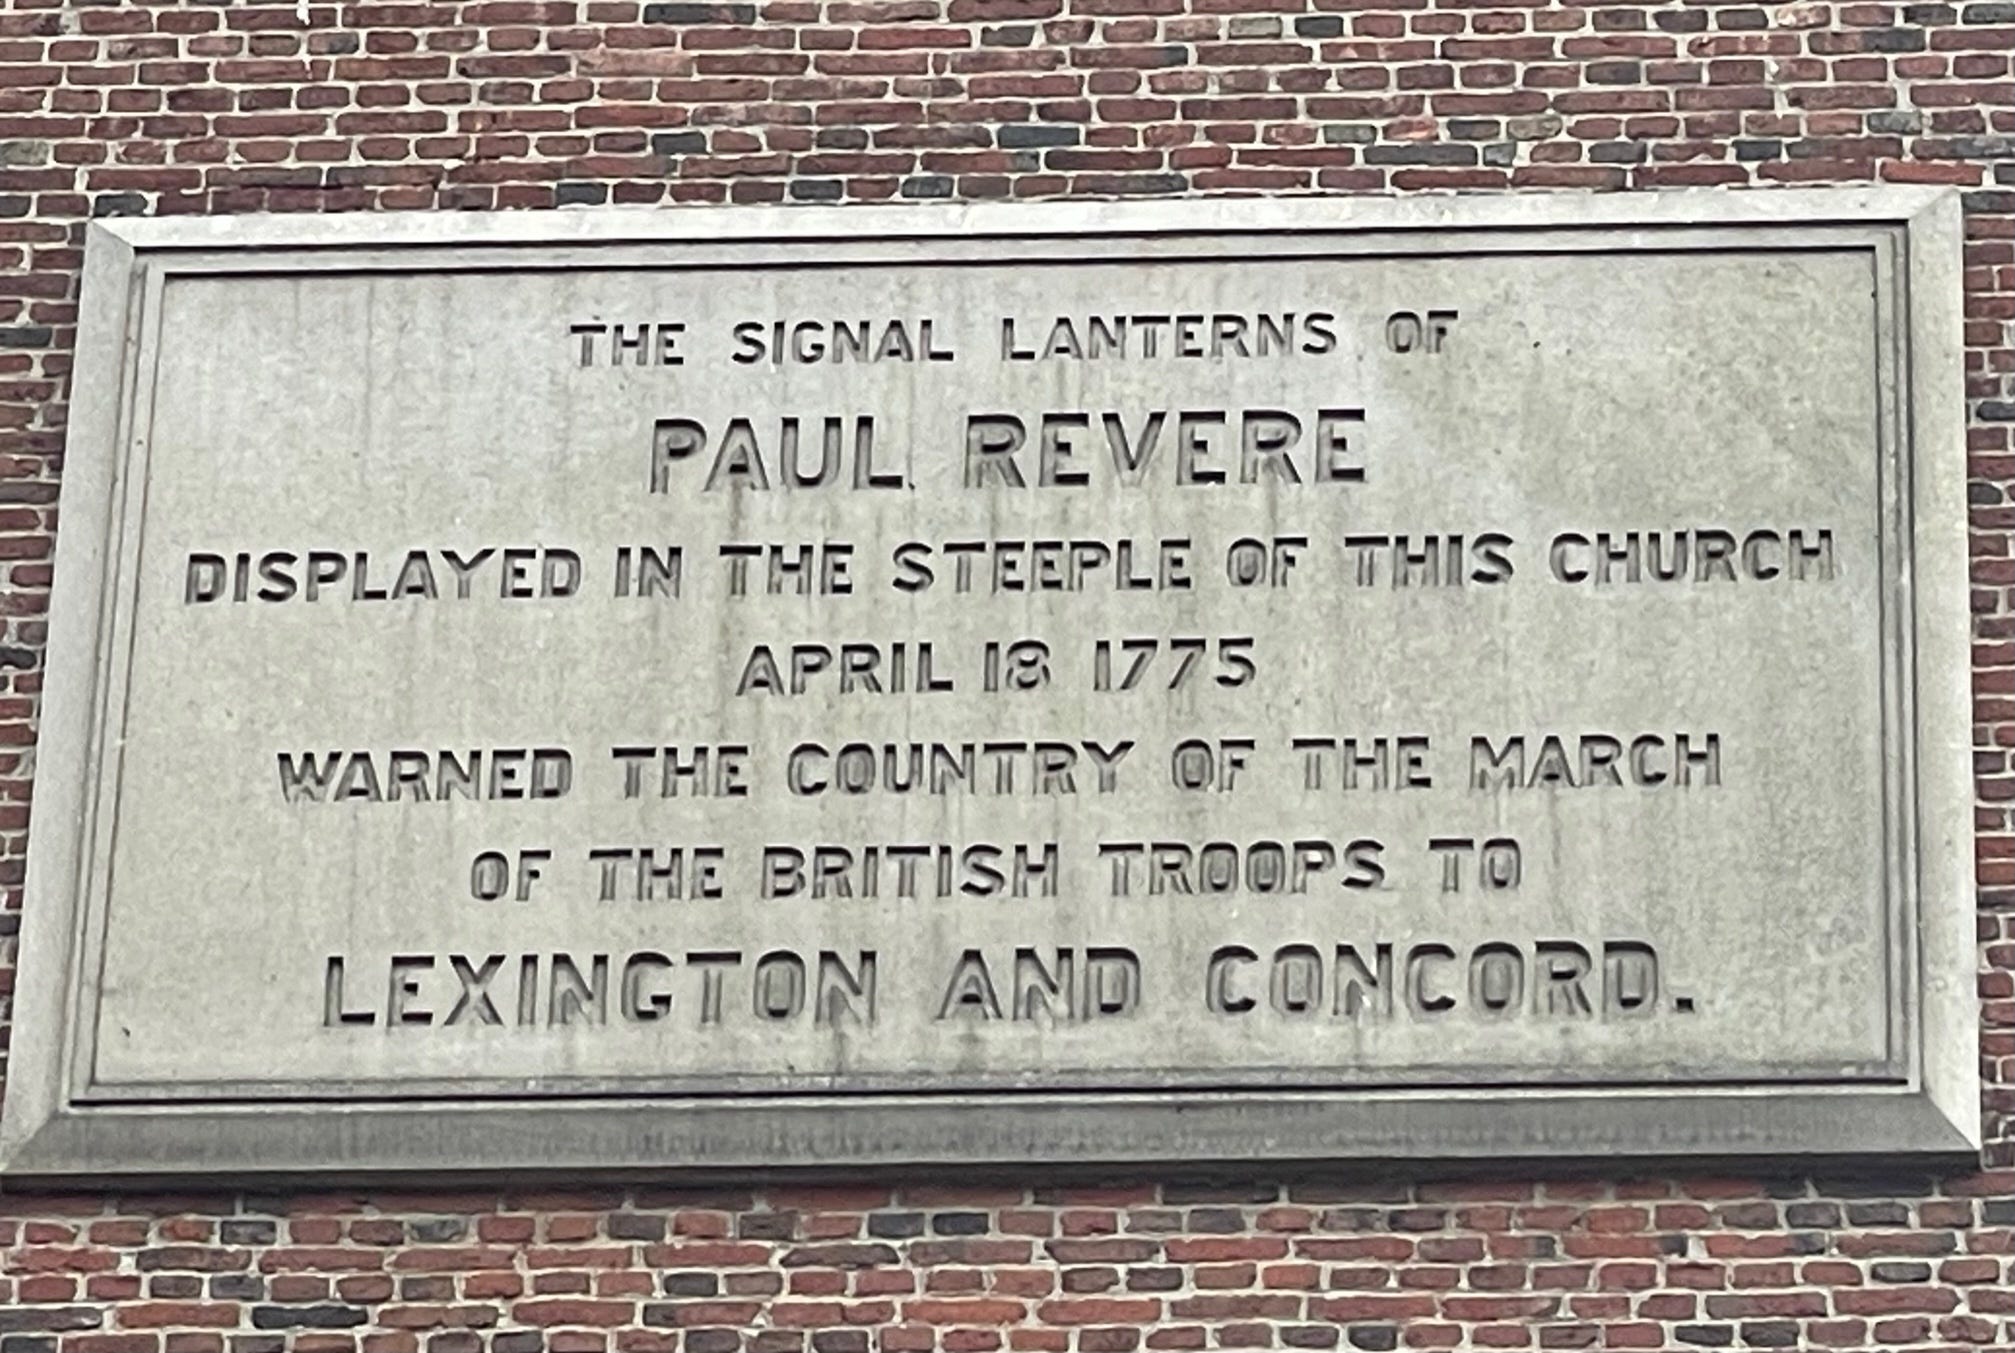 THE SIGNAL LANTERNS OF
PAUL REVERE
DISPLAYED IN THE STEEPLE OF THIS CHURCH
APRIL 18 1775
WARNED THE COUNTRY OF THE MARCH
OF THE BRITISH TROOPS TO
LEXINGTON AND CONCORD.